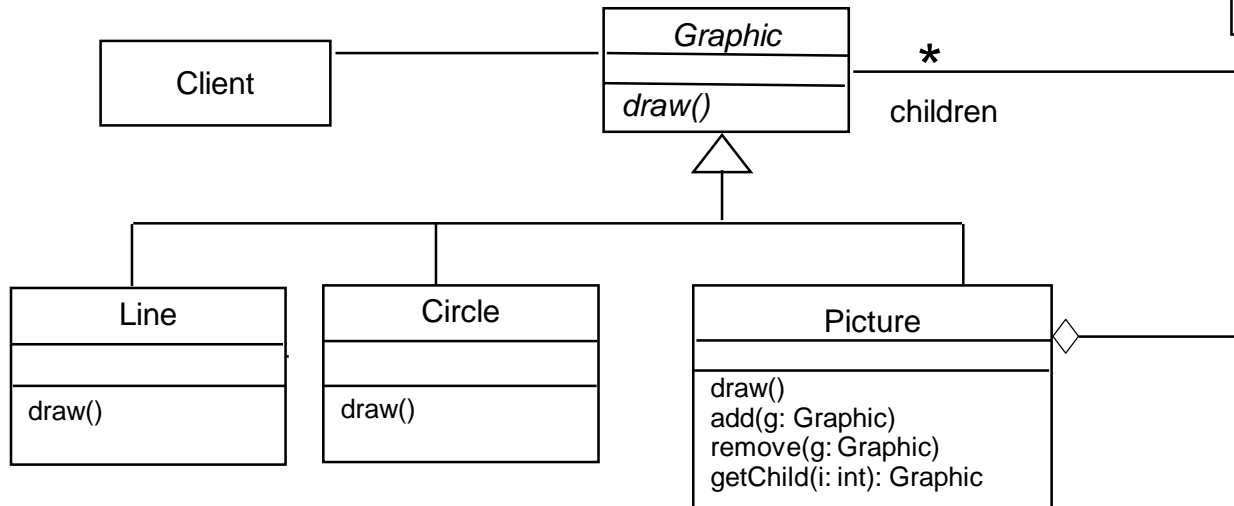 Graphic
*
Client
draw()
children
Line
Circle
Picture
draw()
draw()
draw()
add(g: Graphic)
remove(g: Graphic)
getChild(i: int): Graphic